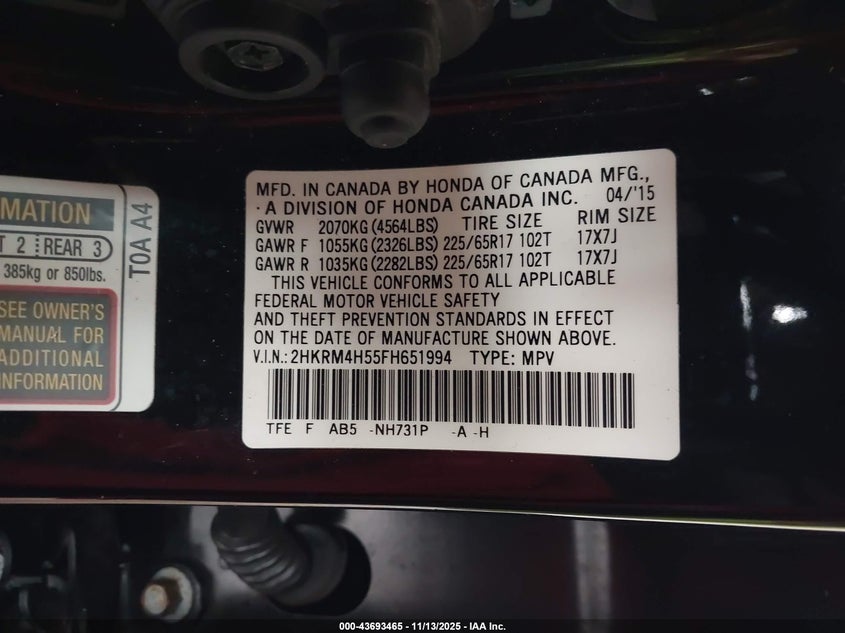 MATION
T 2 REAR 3
385kg or 850lbs.
SEE OWNER'S
MANUAL FOR
ADDITIONAL
INFORMATION
T0A A4
MFD. IN CANADA BY HONDA OF CANADA MFG.,
A DIVISION OF HONDA CANADA INC. 04/'15
GVWR 2070KG (4564LBS) TIRE SIZE RIM SIZE
GAWR F 1055KG (2326LBS) 225/65R17 102T 17X7J
GAWR R 1035KG (2282LBS) 225/65R17 102T 17X7J
THIS VEHICLE CONFORMS TO ALL APPLICABLE
FEDERAL MOTOR VEHICLE SAFETY
AND THEFT PREVENTION STANDARDS IN EFFECT
ON THE DATE OF MANUFACTURE SHOWN ABOVE.
V.I.N.: 2HKRM4H55FH651994 TYPE: MPV
TFE F AB5 -NH731P -A -H
000-43693465 - 11/13/2025 - IAA Inc.